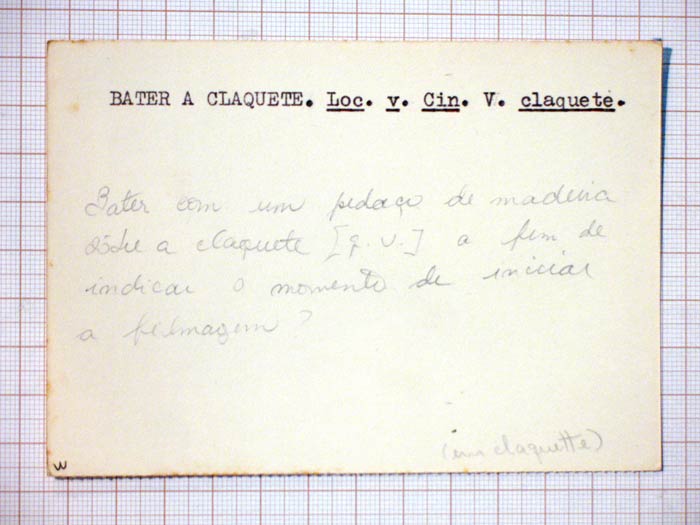 BATER A CLAQUETE. Loc. v. Cin. V. claquete.
Bater com um pedaço de madeira
sôbre a claquete [q. v.] a fim de
indicar o momento de iniciar
a filmagem?
(em claquette)
w